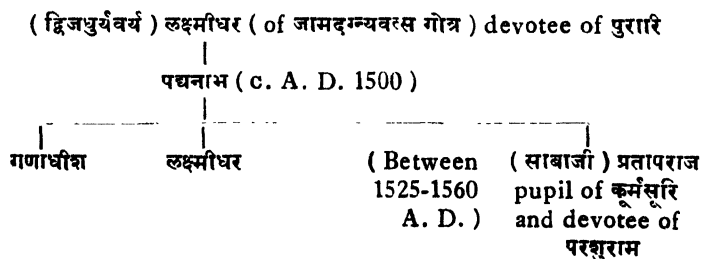 ( द्विजधुर्यवर्य ) लक्ष्मीधर ( of जामदग्न्यवत्स गोत्र ) devotee of पुरारि
पद्मनाभ ( c. A. D. 1500 )
गणाधीश लक्ष्मीधर ( Between ( साबाजी ) प्रतापराज
1525-1560 pupil of कूर्मसूरि
A. D. ) and devotee of
परशुराम